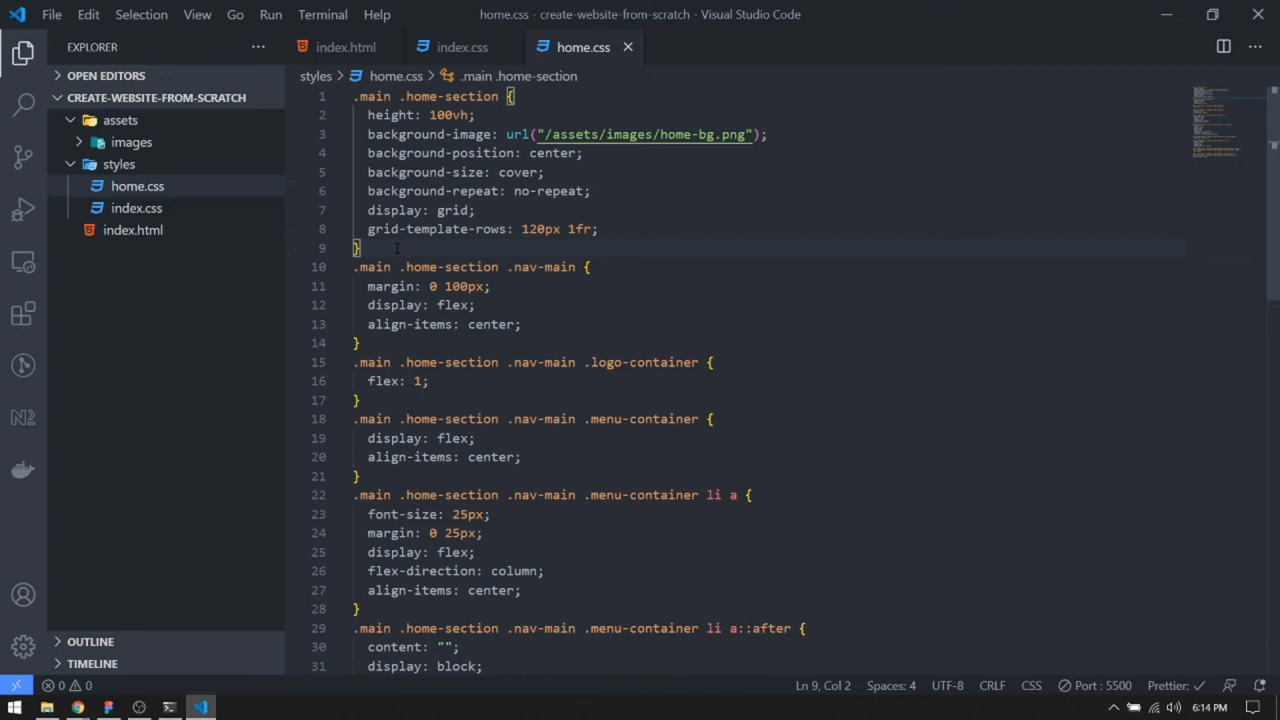 File Edit Selection View Go Run Terminal Help home.css - create-website-from-scratch - Visual Studio Code
EXPLORER
index.html index.css home.css
OPEN EDITORS
styles home.css .main .home-section
CREATE-WEBSITE-FROM-SCRATCH
assets
images
styles
home.css
index.css
index.html
1 .main .home-section {
2 height: 100vh;
3 background-image: url("/assets/images/home-bg.png");
4 background-position: center;
5 background-size: cover;
6 background-repeat: no-repeat;
7 display: grid;
8 grid-template-rows: 120px 1fr;
9 }
10 .main .home-section .nav-main {
11 margin: 0 100px;
12 display: flex;
13 align-items: center;
14 }
15 .main .home-section .nav-main .logo-container {
16 flex: 1;
17 }
18 .main .home-section .nav-main .menu-container {
19 display: flex;
20 align-items: center;
21 }
22 .main .home-section .nav-main .menu-container li a {
23 font-size: 25px;
24 margin: 0 25px;
25 display: flex;
26 flex-direction: column;
27 align-items: center;
28 }
29 .main .home-section .nav-main .menu-container li a::after {
30 content: "";
31 display: block;
OUTLINE
TIMELINE
0 0 Ln 9, Col 2 Spaces: 4 UTF-8 CRLF CSS Port : 5500 Prettier:
6:14 PM